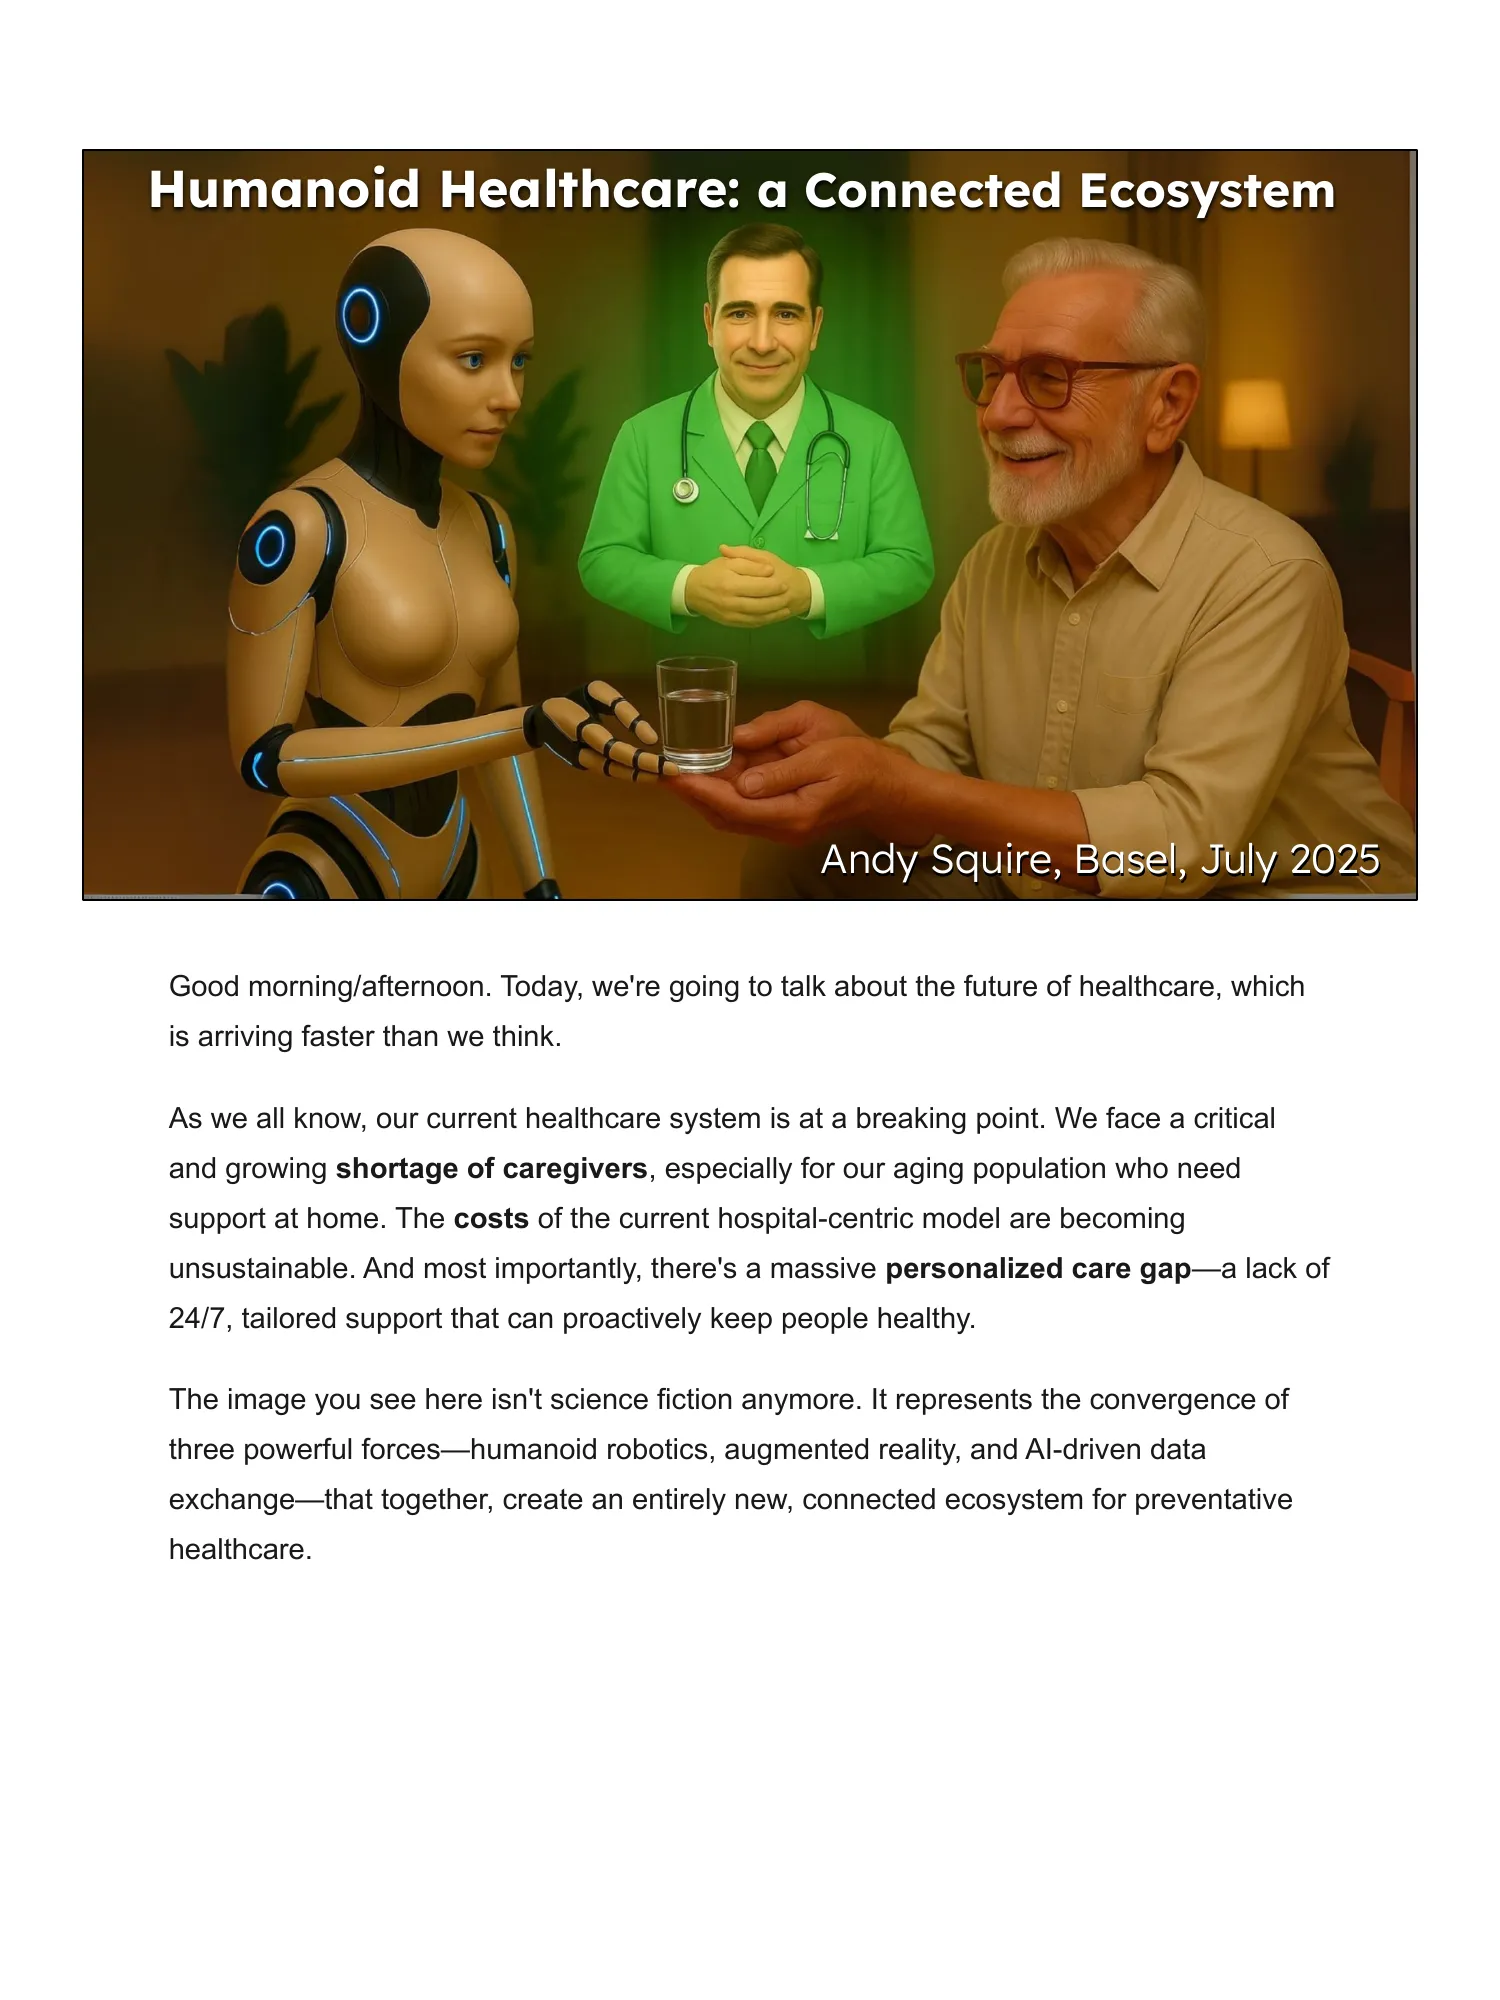 Humanoid Healthcare: a Connected Ecosystem
Andy Squire, Basel, July 2025
Good morning/afternoon. Today, we're going to talk about the future of healthcare, which
is arriving faster than we think.
As we all know, our current healthcare system is at a breaking point. We face a critical
and growing shortage of caregivers, especially for our aging population who need
support at home. The costs of the current hospital-centric model are becoming
unsustainable. And most importantly, there's a massive personalized care gap—a lack of
24/7, tailored support that can proactively keep people healthy.
The image you see here isn't science fiction anymore. It represents the convergence of
three powerful forces—humanoid robotics, augmented reality, and AI-driven data
exchange—that together, create an entirely new, connected ecosystem for preventative
healthcare.